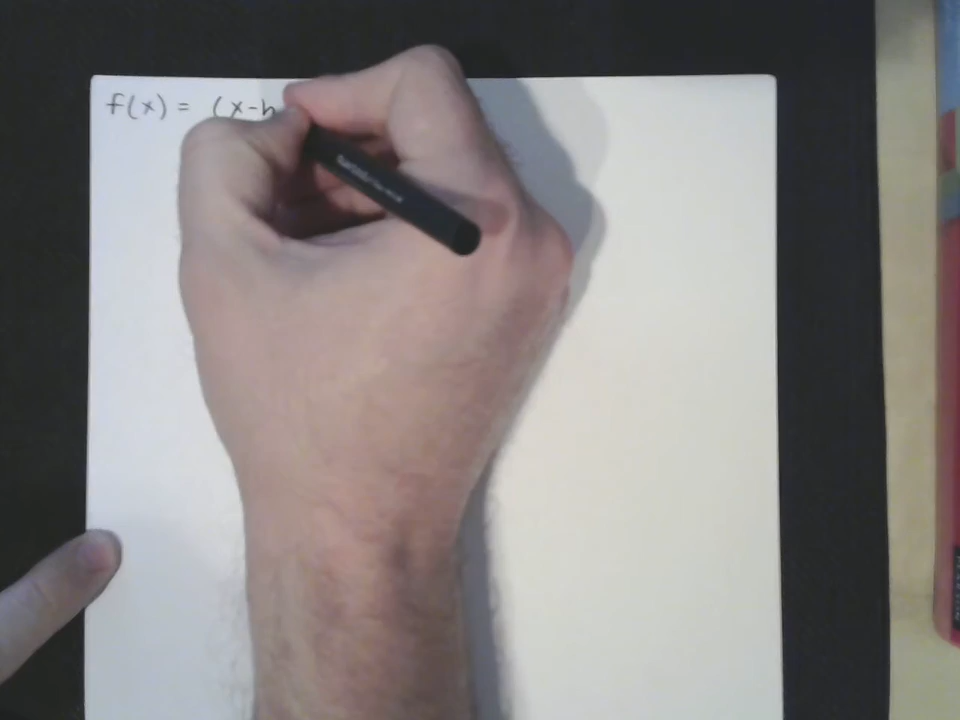 f(x) = (x-h